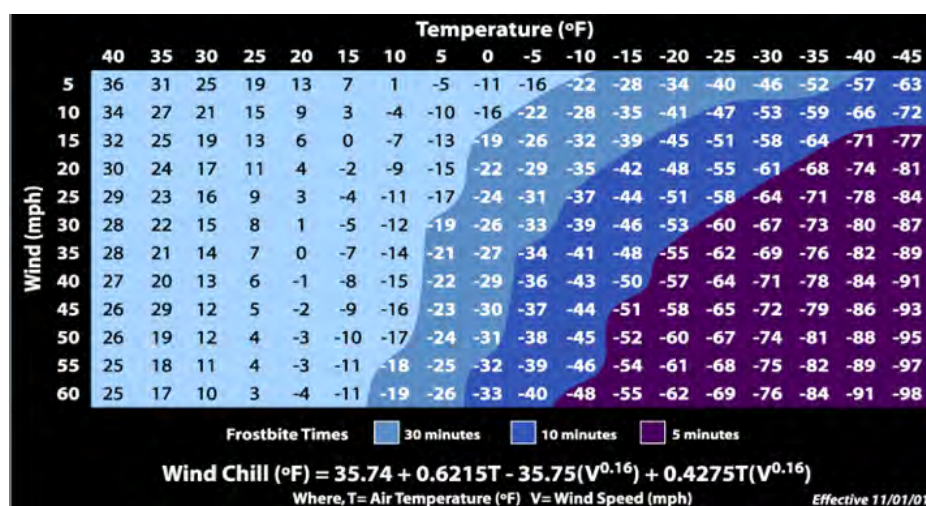 Temperature (ºF)
40 35 30 25 20 15 10 5 0 -5 -10 -15 -20 -25 -30 -35 -40 -45
Wind (mph)
5 36 31 25 19 13 7 1 -5 -11 -16 -22 -28 -34 -40 -46 -52 -57 -63
10 34 27 21 15 9 3 -4 -10 -16 -22 -28 -35 -41 -47 -53 -59 -66 -72
15 32 25 19 13 6 0 -7 -13 -19 -26 -32 -39 -45 -51 -58 -64 -71 -77
20 30 24 17 11 4 -2 -9 -15 -22 -29 -35 -42 -48 -55 -61 -68 -74 -81
25 29 23 16 9 3 -4 -11 -17 -24 -31 -37 -44 -51 -58 -64 -71 -78 -84
30 28 22 15 8 1 -5 -12 -19 -26 -33 -39 -46 -53 -60 -67 -73 -80 -87
35 28 21 14 7 0 -7 -14 -21 -27 -34 -41 -48 -55 -62 -69 -76 -82 -89
40 27 20 13 6 -1 -8 -15 -22 -29 -36 -43 -50 -57 -64 -71 -78 -84 -91
45 26 29 12 5 -2 -9 -16 -23 -30 -37 -44 -51 -58 -65 -72 -79 -86 -93
50 26 19 12 4 -3 -10 -17 -24 -31 -38 -45 -52 -60 -67 -74 -81 -88 -95
55 25 18 11 4 -3 -11 -18 -25 -32 -39 -46 -54 -61 -68 -75 -82 -89 -97
60 25 17 10 3 -4 -11 -19 -26 -33 -40 -48 -55 -62 -69 -76 -84 -91 -98
Frostbite Times 30 minutes 10 minutes 5 minutes
Wind Chill (ºF) = 35.74 + 0.6215T - 35.75(V^0.16) + 0.4275T(V^0.16)
Where, T= Air Temperature (ºF) V= Wind Speed (mph) Effective 11/01/01